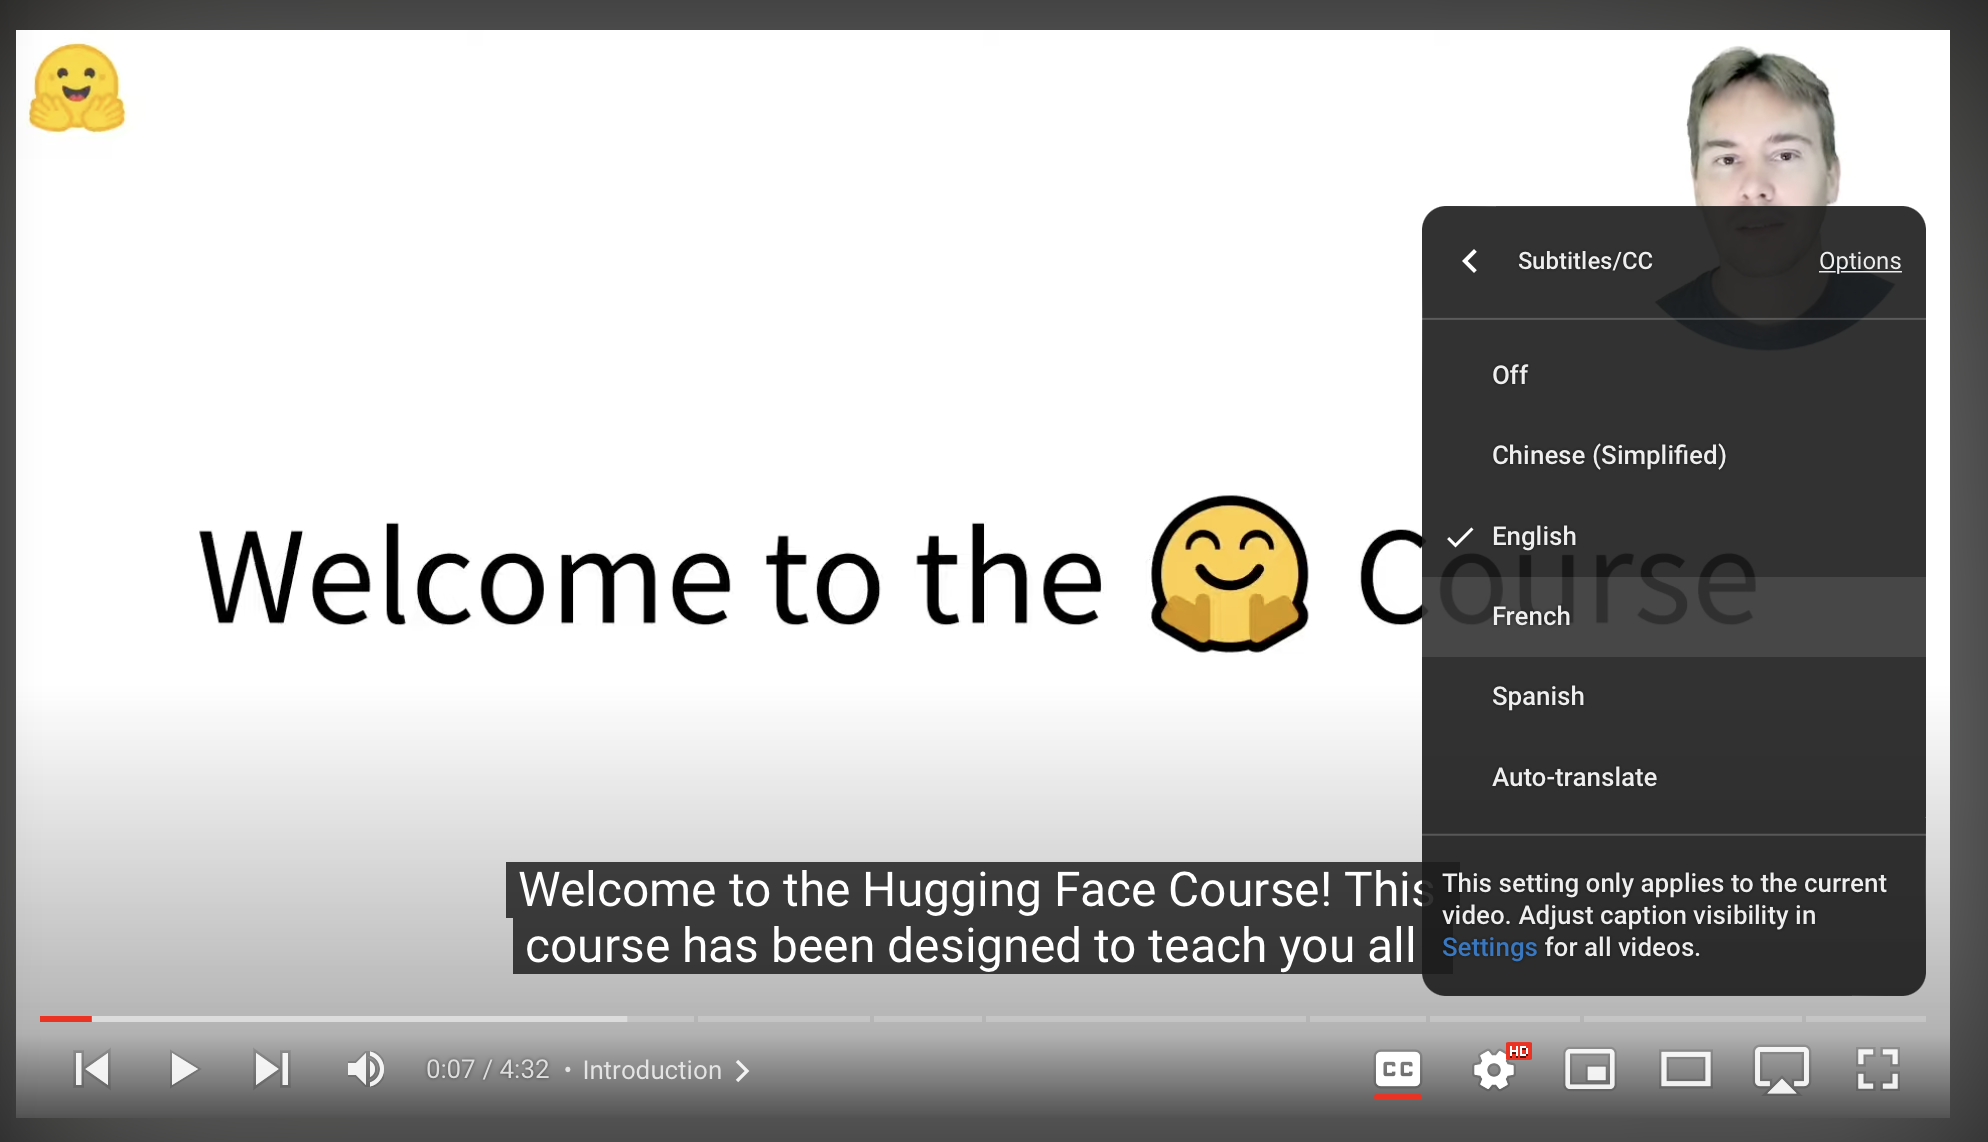 Welcome to the 🤗 Course
Subtitles/CC
Options
Off
Chinese (Simplified)
English
French
Spanish
Auto-translate
This setting only applies to the current
video. Adjust caption visibility in
Settings for all videos.
Welcome to the Hugging Face Course! This
course has been designed to teach you all
0:07 / 4:32 • Introduction
CC
HD